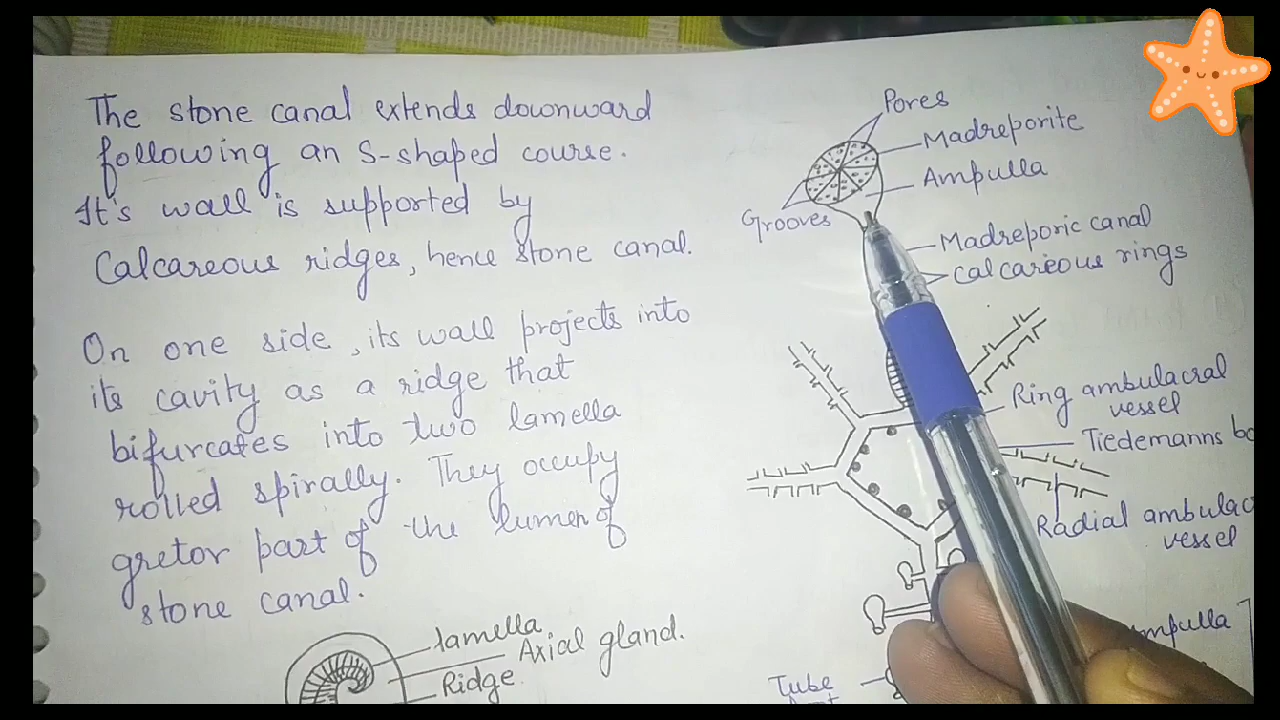 The stone canal extends downward
following an S-shaped course.
It's wall is supported by
Calcareous ridges, hence stone canal.
On one side, its wall projects into
its cavity as a ridge that
bifurcates into two lamella
rolled spirally. They occupy
gretor part of the lumen of
stone canal.
lamella
Axial gland.
Ridge
Pores
Madreporite
Ampulla
Grooves
Madreporic canal
Calcareous rings
Ring ambulacral
vessel
Tiedemanns bo
Radial ambulac
vessel
mpulla
Tube